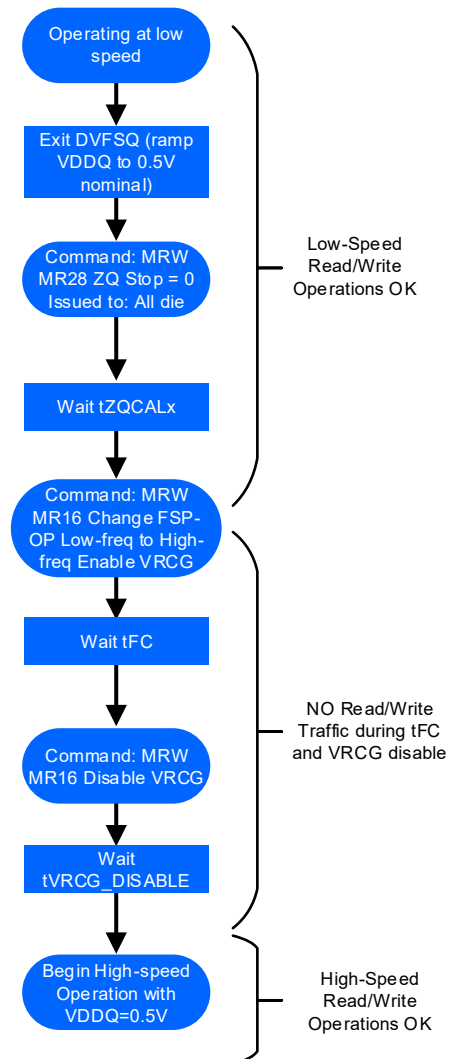 Operating at low
speed
Exit DVFSQ (ramp
VDDQ to 0.5V
nominal)
Command: MRW
MR28 ZQ Stop = 0
Issued to: All die
Wait tZQCALx
Command: MRW
MR16 Change FSP-
OP Low-freq to High-
freq Enable VRCG
Wait tFC
Command: MRW
MR16 Disable VRCG
Wait
tVRCG_DISABLE
Begin High-speed
Operation with
VDDQ=0.5V
Low-Speed
Read/Write
Operations OK
NO Read/Write
Traffic during tFC
and VRCG disable
High-Speed
Read/Write
Operations OK